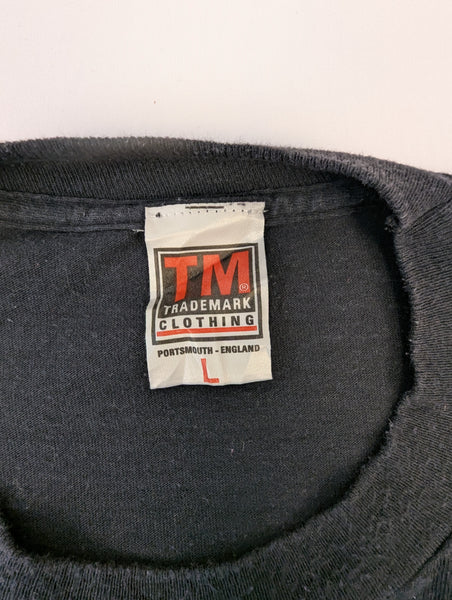 TM®
TRADEMARK
CLOTHING
PORTSMOUTH - ENGLAND
L